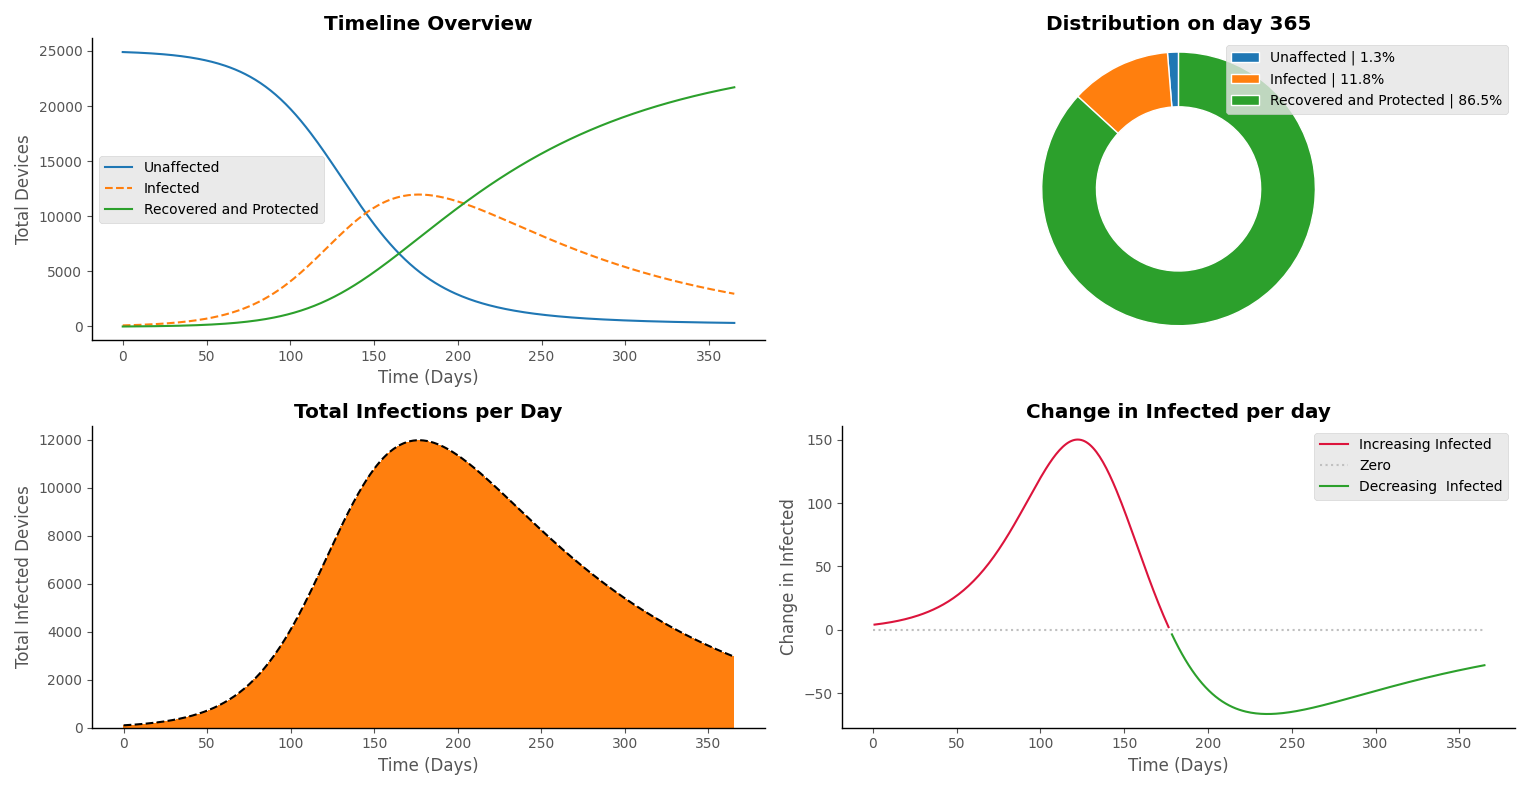 Timeline Overview
Total Devices
25000
20000
15000
10000
5000
0
Unaffected
Infected
Recovered and Protected
0 50 100 150 200 250 300 350
Time (Days)
Distribution on day 365
Unaffected | 1.3%
Infected | 11.8%
Recovered and Protected | 86.5%
Total Infections per Day
Total Infected Devices
12000
10000
8000
6000
4000
2000
0
0 50 100 150 200 250 300 350
Time (Days)
Change in Infected per day
Change in Infected
150
100
50
0
−50
Increasing Infected
Zero
Decreasing  Infected
0 50 100 150 200 250 300 350
Time (Days)